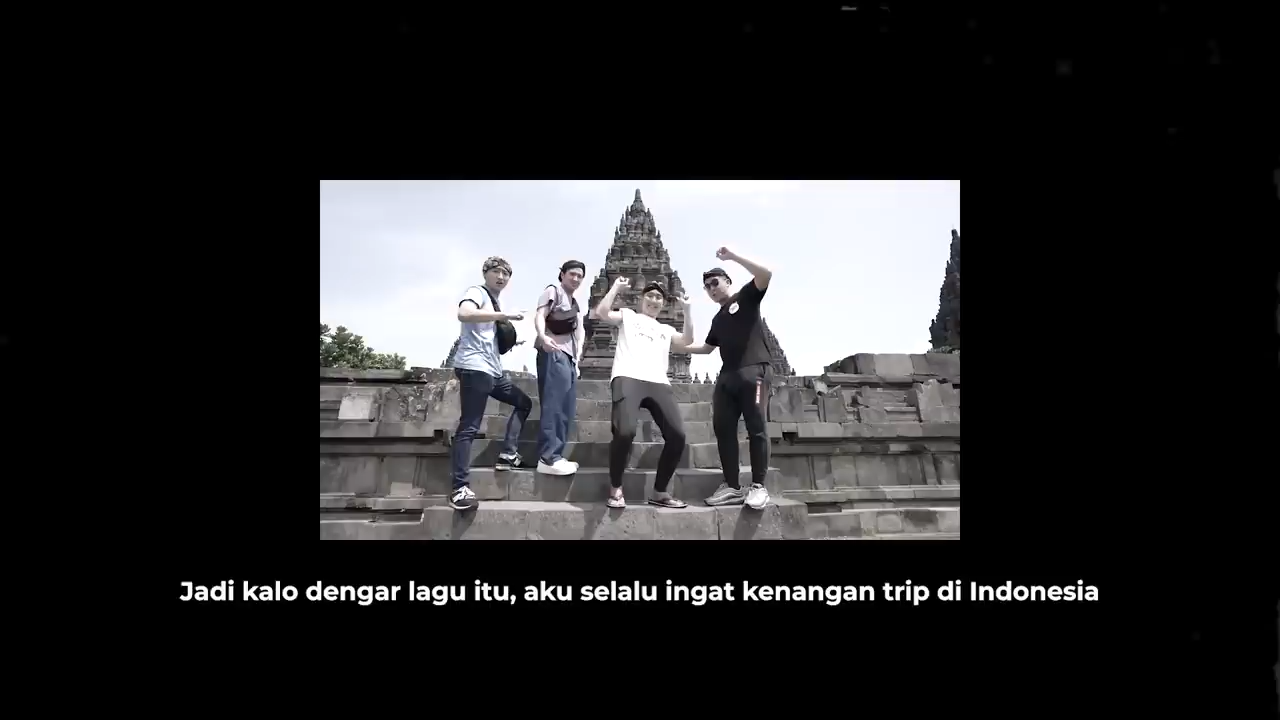 Jadi kalo dengar lagu itu, aku selalu ingat kenangan trip di Indonesia